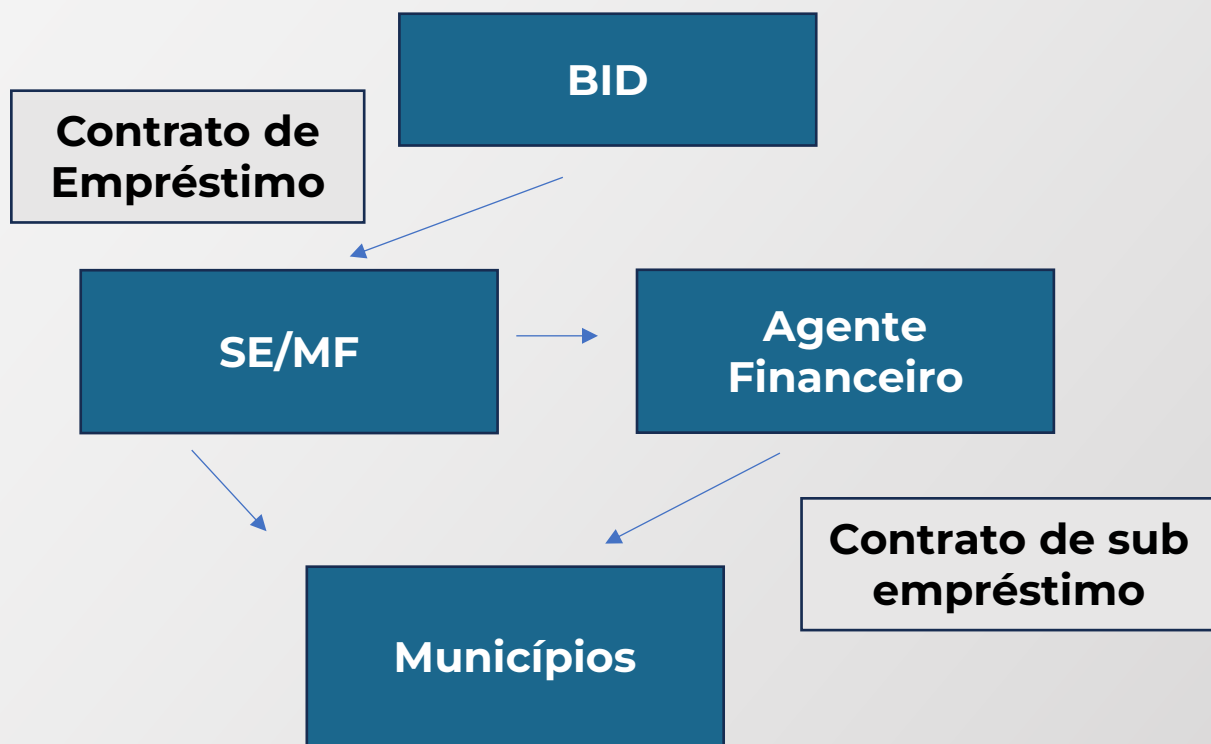 BID
Contrato de
Empréstimo
SE/MF
Agente
Financeiro
Contrato de sub
empréstimo
Municípios